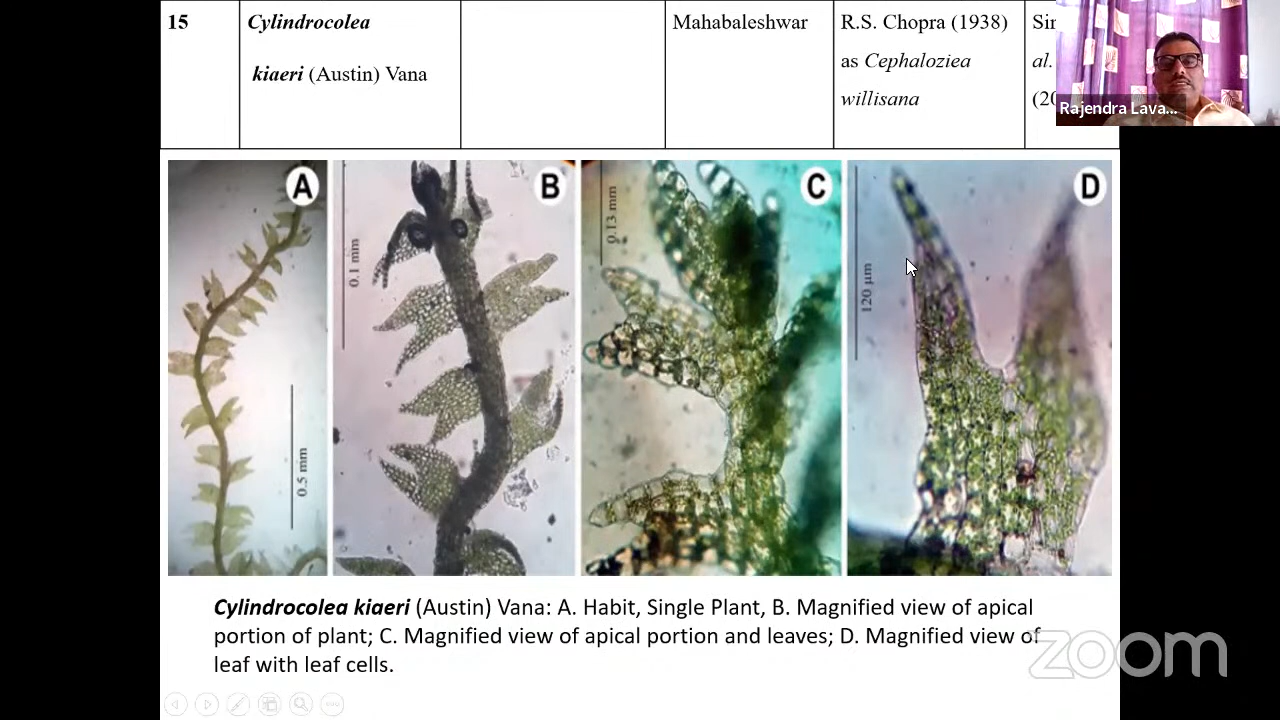 15
Cylindrocolea
kiaeri (Austin) Vana
Mahabaleshwar
R.S. Chopra (1938)
as Cephaloziea
willisana
al.
Rajendra Lava...
A
B
C
D
0.5 mm
0.1 mm
0.13 mm
120 µm
Cylindrocolea kiaeri (Austin) Vana: A. Habit, Single Plant, B. Magnified view of apical
portion of plant; C. Magnified view of apical portion and leaves; D. Magnified view of
leaf with leaf cells.
zoom